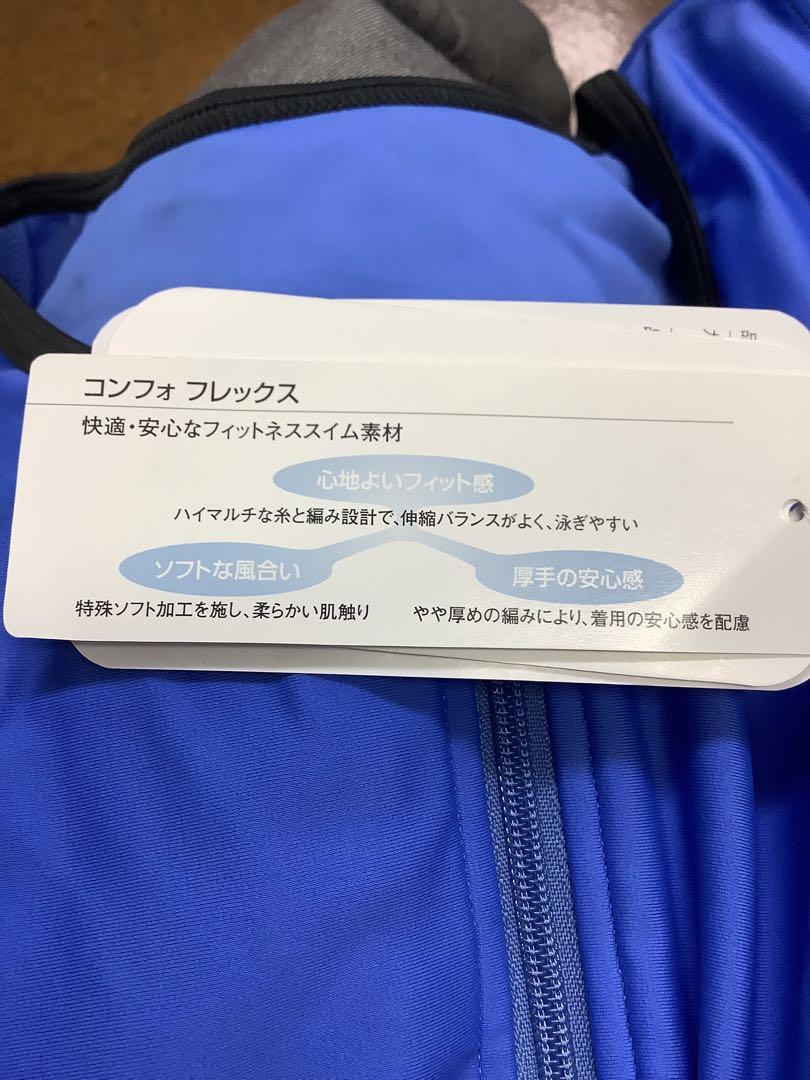 コンフォ フレックス
快適・安心なフィットネススイム素材
心地よいフィット感
ハイマルチな糸と編み設計で、伸縮バランスがよく、泳ぎやすい
ソフトな風合い
厚手の安心感
特殊ソフト加工を施し、柔らかい肌触り
やや厚めの編みにより、着用の安心感を配慮